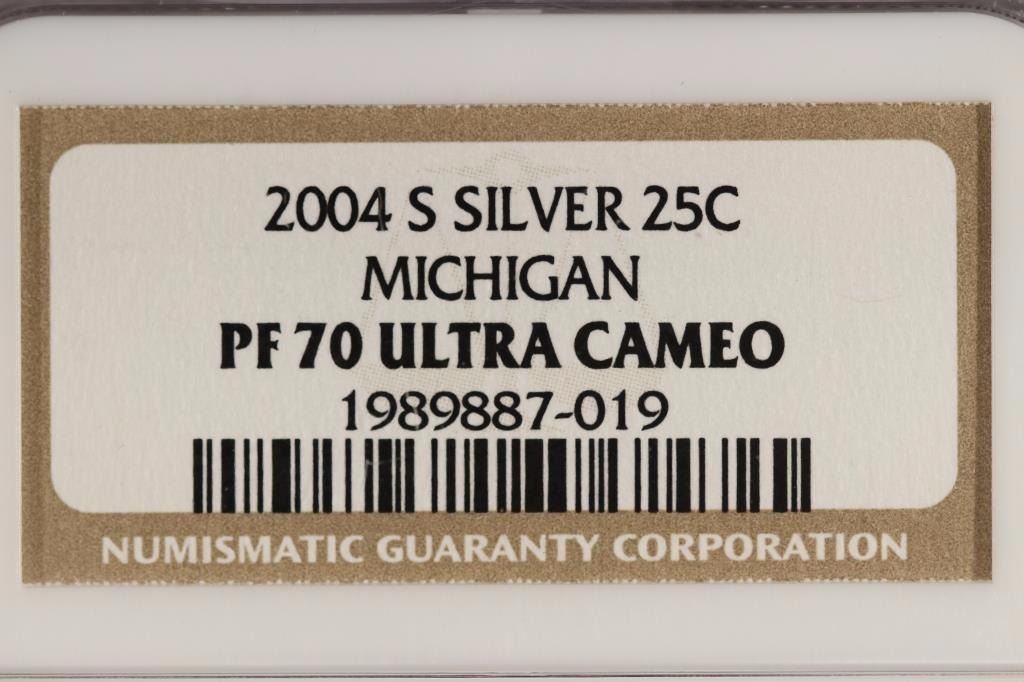 2004 S SILVER 25C
MICHIGAN
PF 70 ULTRA CAMEO
1989887-019
NUMISMATIC GUARANTY CORPORATION